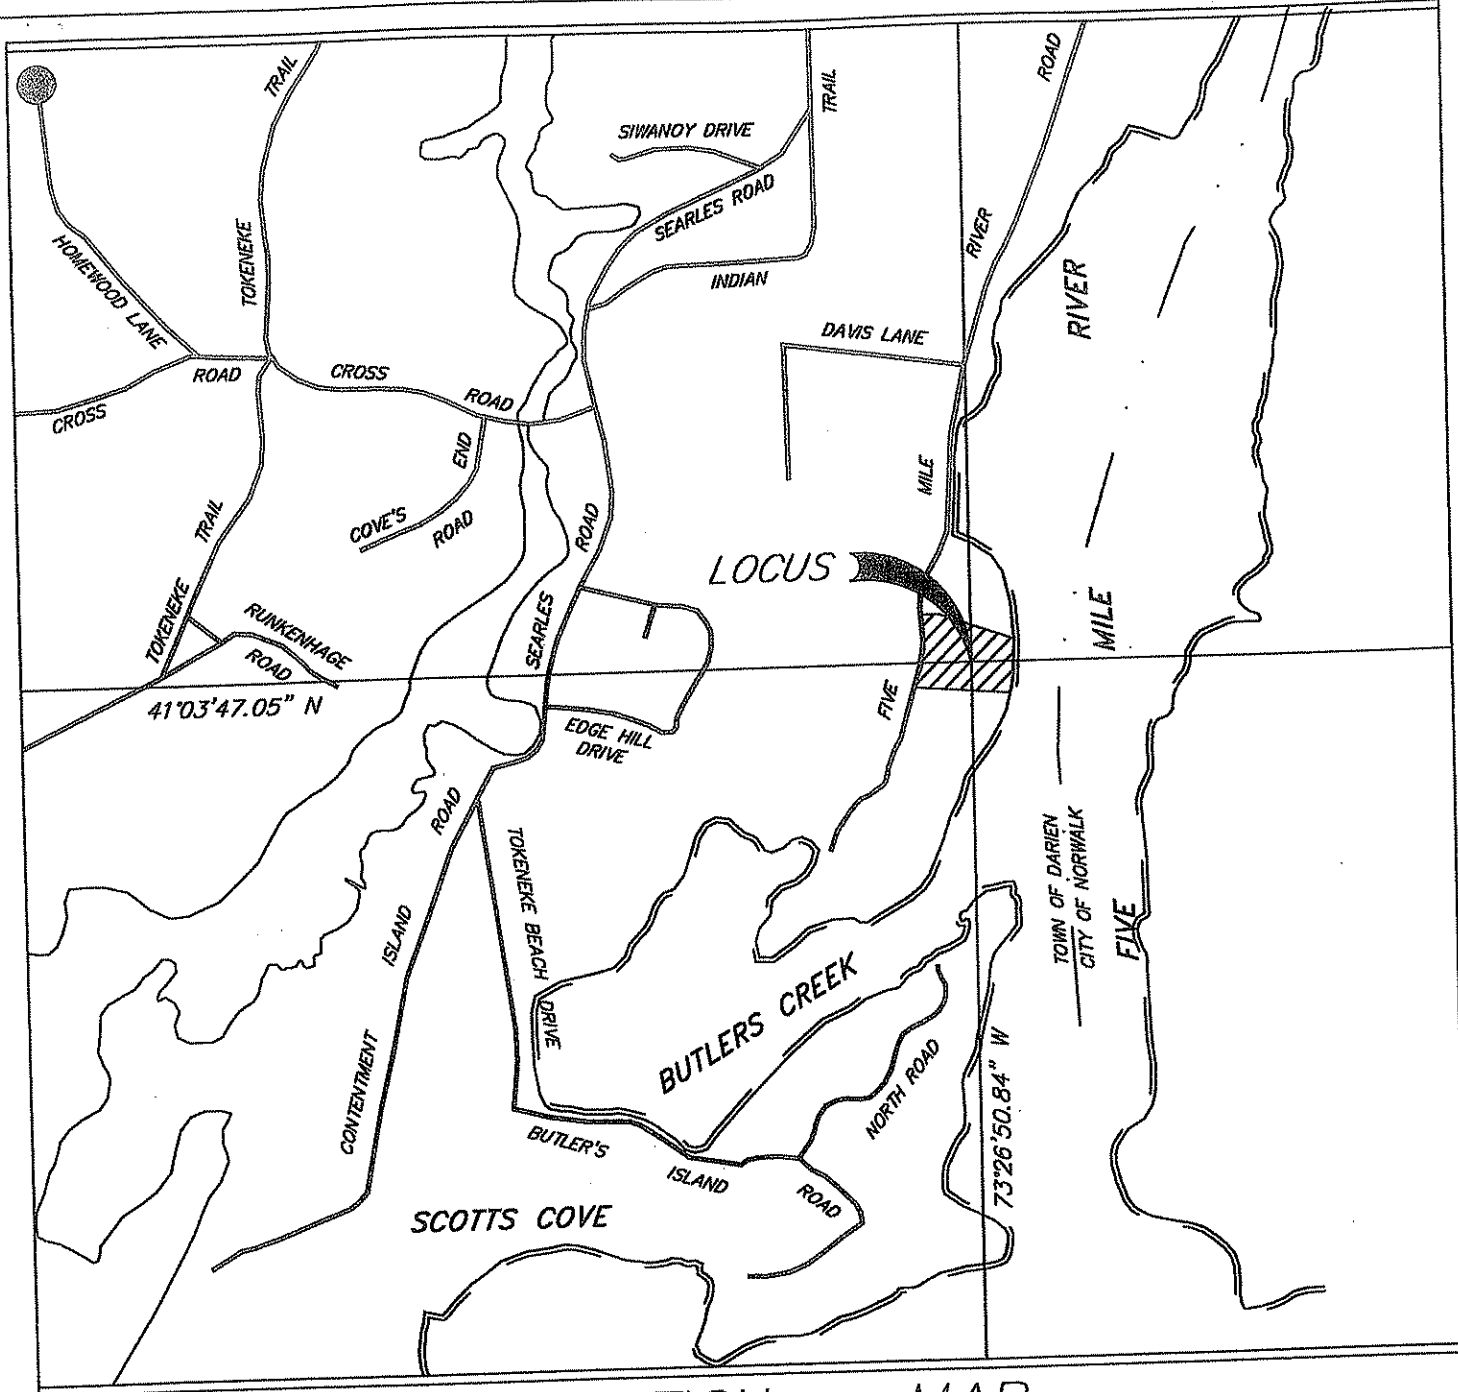 TRAIL
TOKENEKE
HOMEWOOD LANE
SIWANOY DRIVE
TRAIL
SEARLES ROAD
INDIAN
ROAD
RIVER
RIVER
DAVIS LANE
MILE
CROSS
ROAD
CROSS
ROAD
END
COVE'S
ROAD
TRAIL
TOKENEKE
RUNKENHAGE
ROAD
ROAD
SEARLES
LOCUS
MILE
FIVE
41°03'47.05" N
EDGE HILL
DRIVE
ROAD
ISLAND
CONTENTMENT
TOKENEKE BEACH
DRIVE
TOWN OF DARIEN
CITY OF NORWALK
FIVE
BUTLERS CREEK
NORTH ROAD
73°26'50.84" W
BUTLER'S
ISLAND
ROAD
SCOTTS COVE
MAP